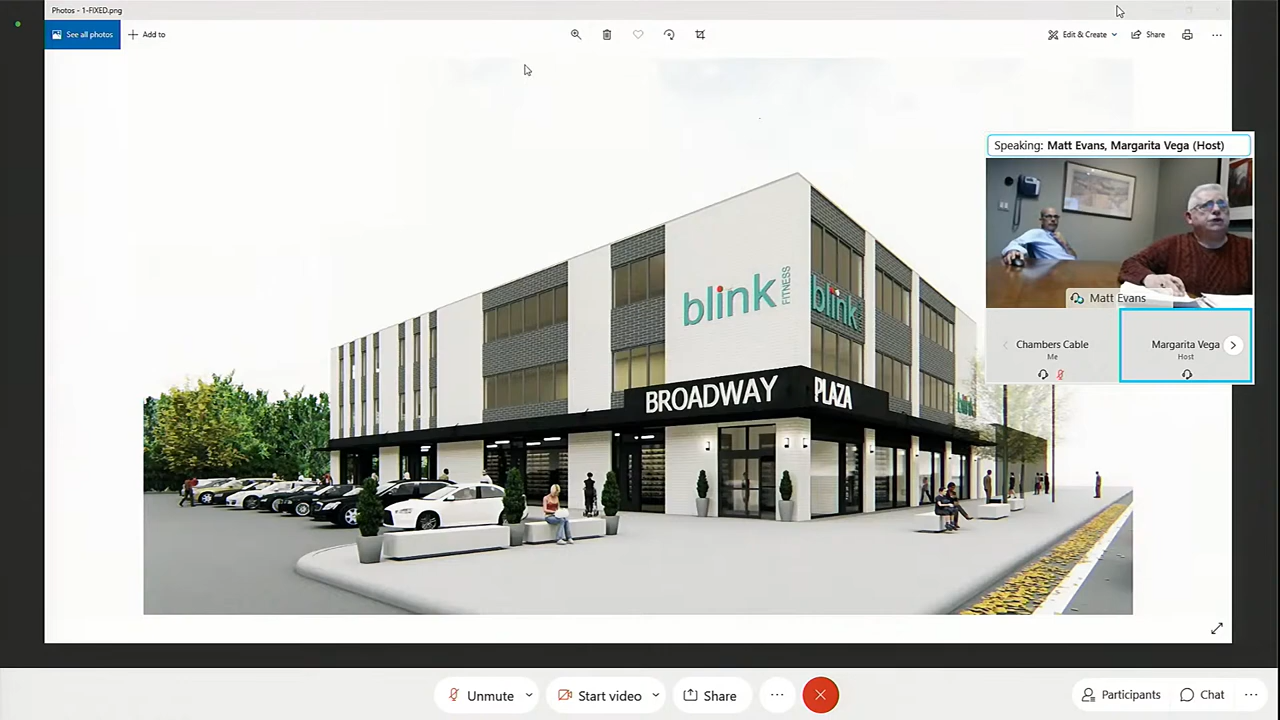 Photos - 1-FIXED.png
See all photos
Add to
Edit & Create
Share
Speaking: Matt Evans, Margarita Vega (Host)
Matt Evans
Chambers Cable
Me
Margarita Vega
Host
blink
FITNESS
blink
BROADWAY PLAZA
blink
Unmute
Start video
Share
Participants
Chat